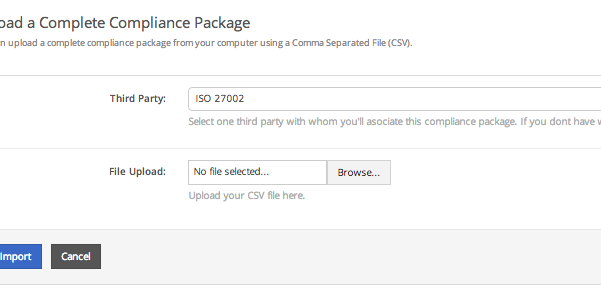 oad a Complete Compliance Package
n upload a complete compliance package from your computer using a Comma Separated File (CSV).
Third Party: ISO 27002
Select one third party with whom you'll asociate this compliance package. If you dont have w
File Upload: No file selected... Browse...
Upload your CSV file here.
Import Cancel